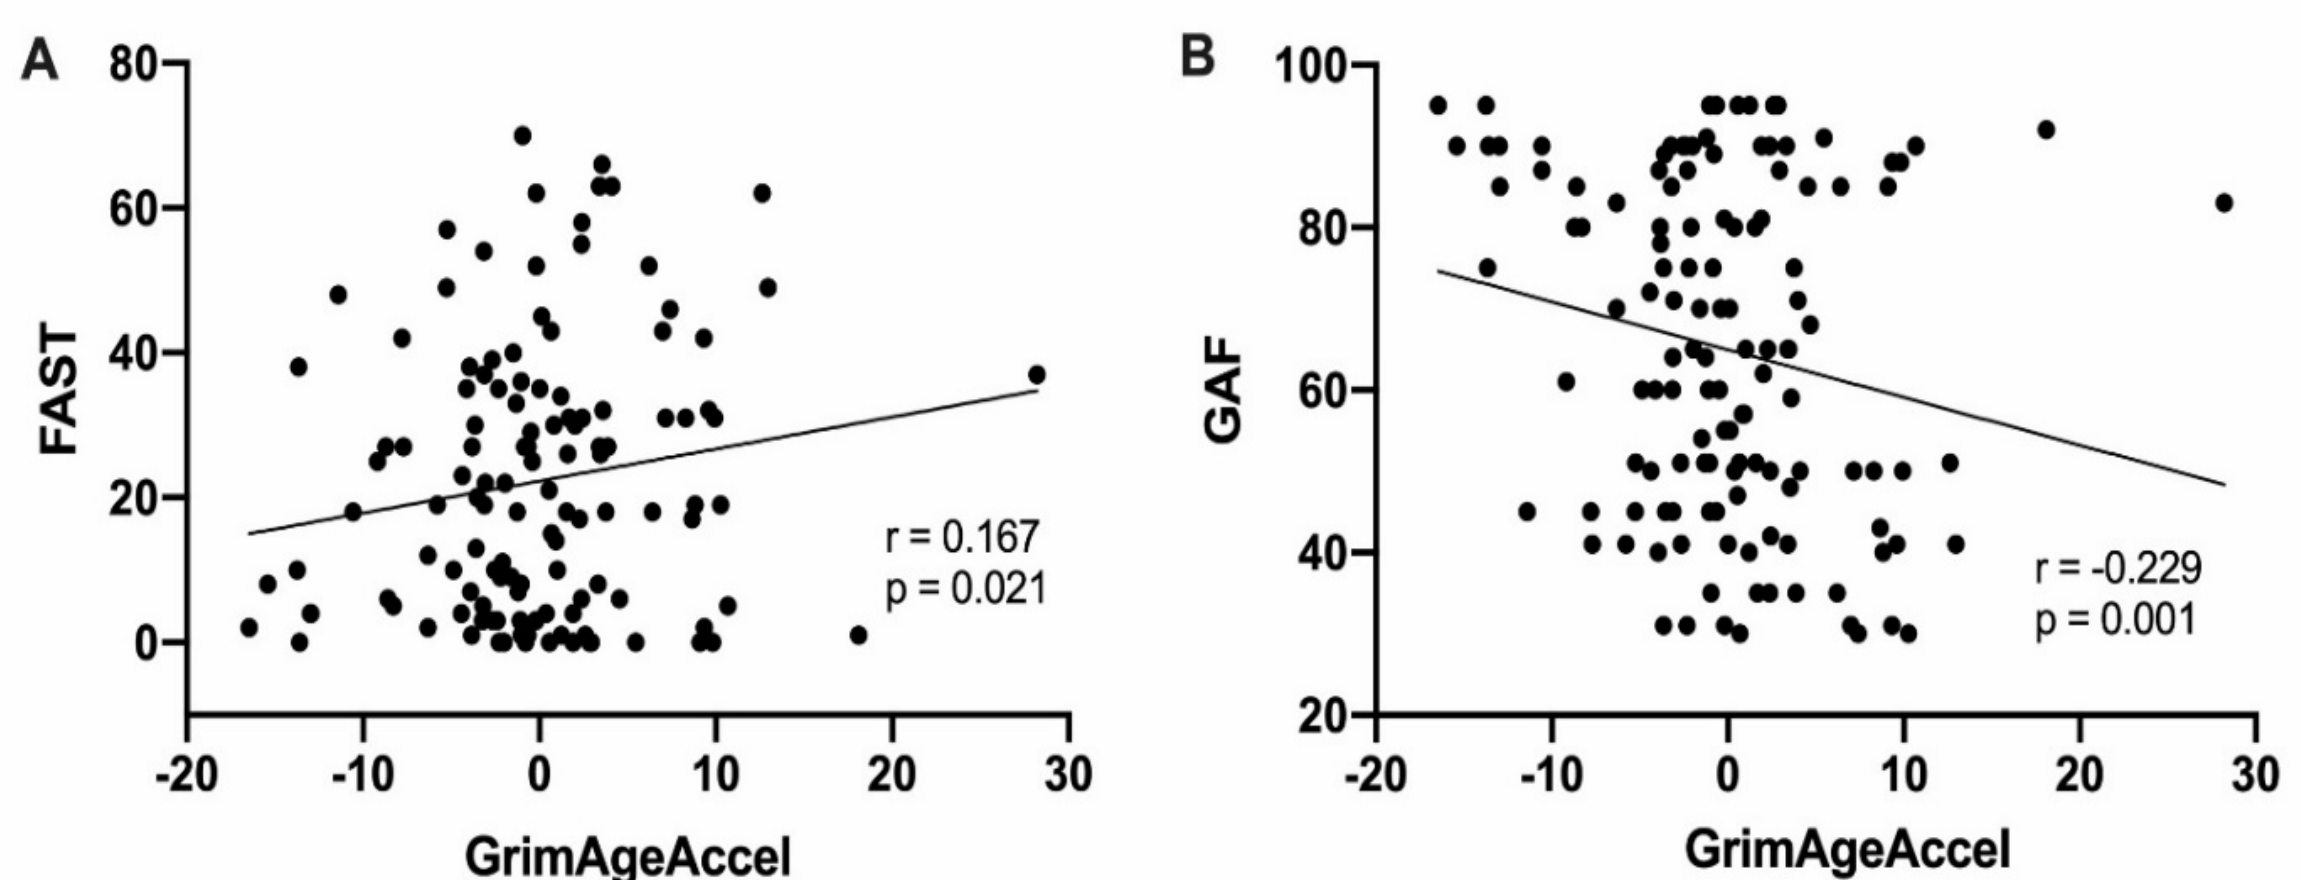 A
FAST
80
60
40
20
0
r = 0.167
p = 0.021
-20 -10 0 10 20 30
GrimAgeAccel
B
GAF
100
80
60
40
20
r = -0.229
p = 0.001
-20 -10 0 10 20 30
GrimAgeAccel